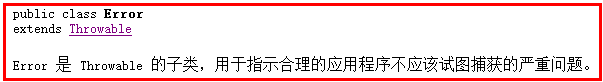 public class Error
extends Throwable
Error 是 Throwable 的子类，用于指示合理的应用程序不应该试图捕获的严重问题。